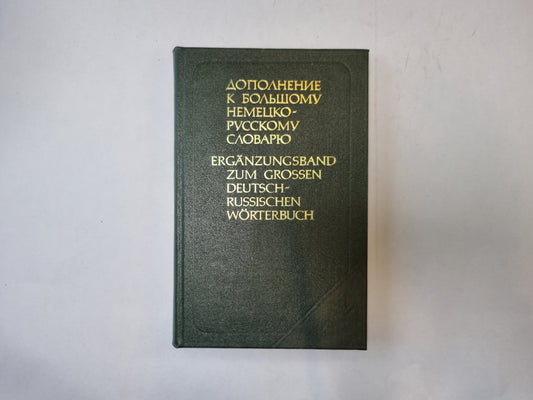 ДОПОЛНЕНИЕ
К БОЛЬШОМУ
НЕМЕЦКО-
РУССКОМУ
СЛОВАРЮ
ERGÄNZUNGSBAND
ZUM GROSSEN
DEUTSCH-
RUSSISCHEN
WÖRTERBUCH